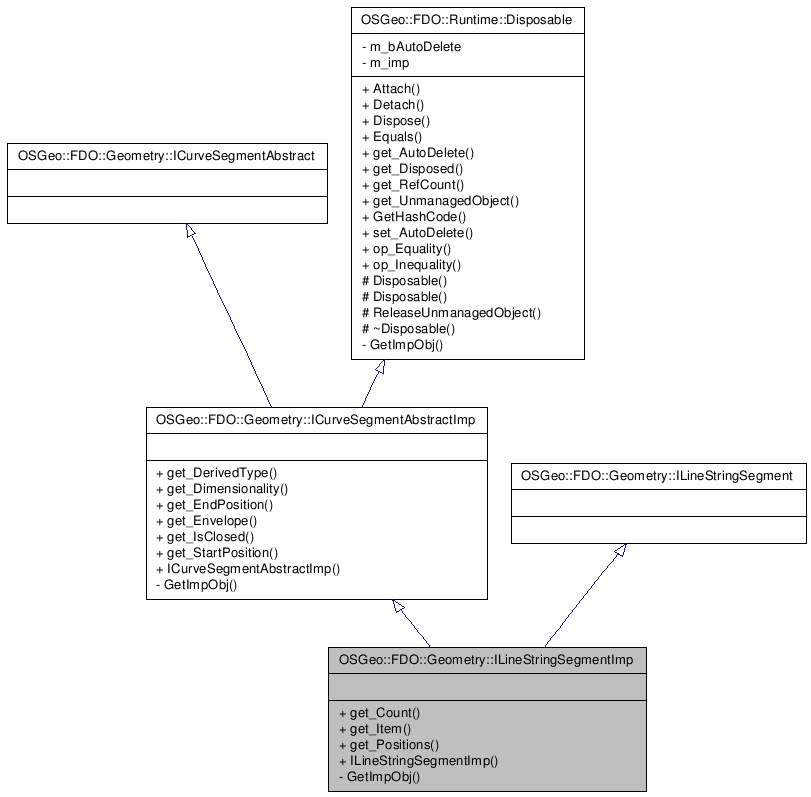 OSGeo::FDO::Runtime::Disposable
- m_bAutoDelete
- m_imp
+ Attach()
+ Detach()
+ Dispose()
+ Equals()
+ get_AutoDelete()
+ get_Disposed()
+ get_RefCount()
+ get_UnmanagedObject()
+ GetHashCode()
+ set_AutoDelete()
+ op_Equality()
+ op_Inequality()
# Disposable()
# Disposable()
# ReleaseUnmanagedObject()
# ~Disposable()
- GetImpObj()
OSGeo::FDO::Geometry::ICurveSegmentAbstract
OSGeo::FDO::Geometry::ICurveSegmentAbstractImp
+ get_DerivedType()
+ get_Dimensionality()
+ get_EndPosition()
+ get_Envelope()
+ get_IsClosed()
+ get_StartPosition()
+ ICurveSegmentAbstractImp()
- GetImpObj()
OSGeo::FDO::Geometry::ILineStringSegment
OSGeo::FDO::Geometry::ILineStringSegmentImp
+ get_Count()
+ get_Item()
+ get_Positions()
+ ILineStringSegmentImp()
- GetImpObj()